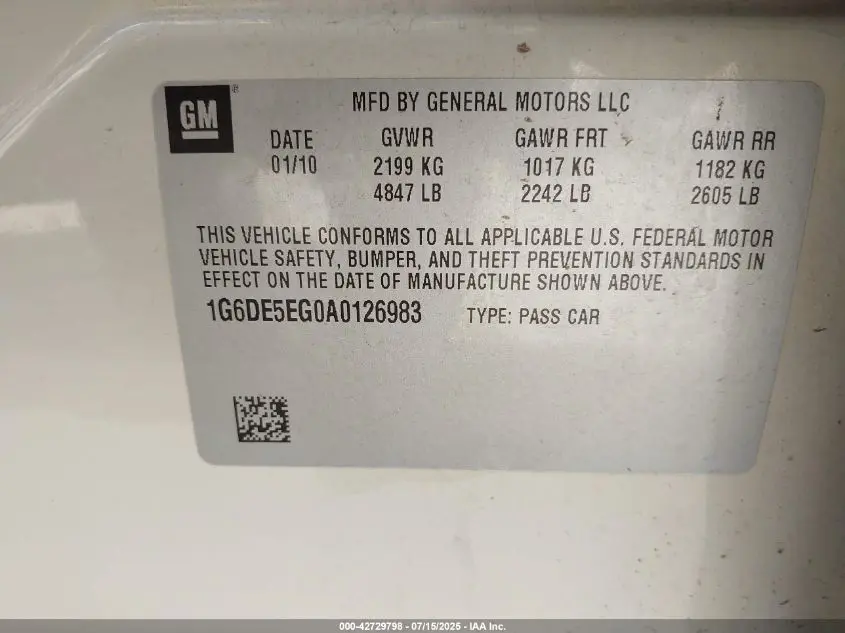 GM®
MFD BY GENERAL MOTORS LLC
DATE GVWR GAWR FRT GAWR RR
01/10 2199 KG 1017 KG 1182 KG
4847 LB 2242 LB 2605 LB
THIS VEHICLE CONFORMS TO ALL APPLICABLE U.S. FEDERAL MOTOR
VEHICLE SAFETY, BUMPER, AND THEFT PREVENTION STANDARDS IN
EFFECT ON THE DATE OF MANUFACTURE SHOWN ABOVE.
1G6DE5EG0A0126983 TYPE: PASS CAR
000-42729798 - 07/15/2025 - IAA Inc.